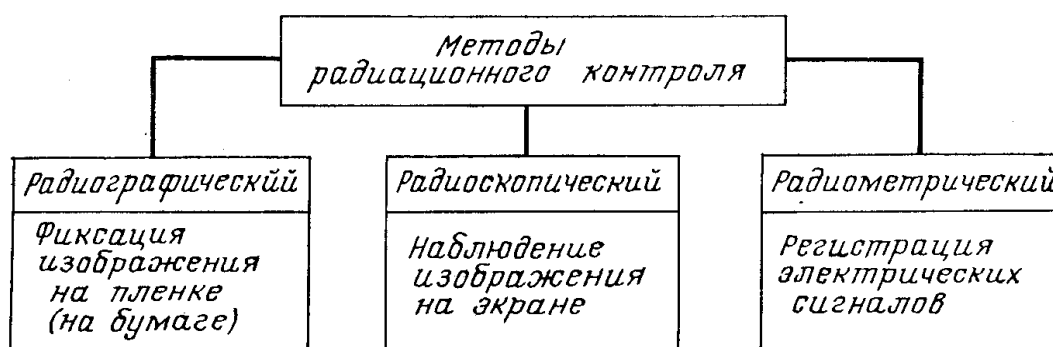 Методы
радиационного контроля
Радиографический
Фиксация
изображения
на пленке
(на бумаге)
Радиоскопический
Наблюдение
изображения
на экране
Радиометрический
Регистрация
электрических
сигналов